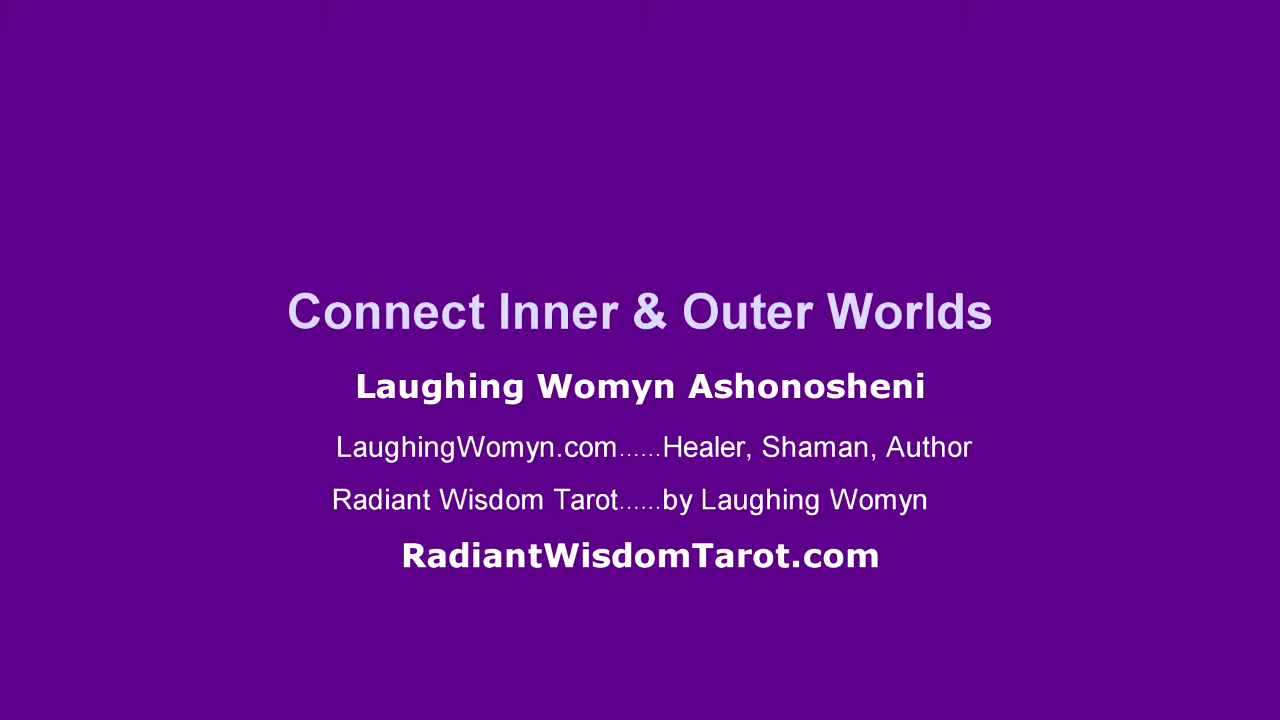 Connect Inner & Outer Worlds
Laughing Womyn Ashonosheni
LaughingWomyn.com......Healer, Shaman, Author
Radiant Wisdom Tarot......by Laughing Womyn
RadiantWisdomTarot.com